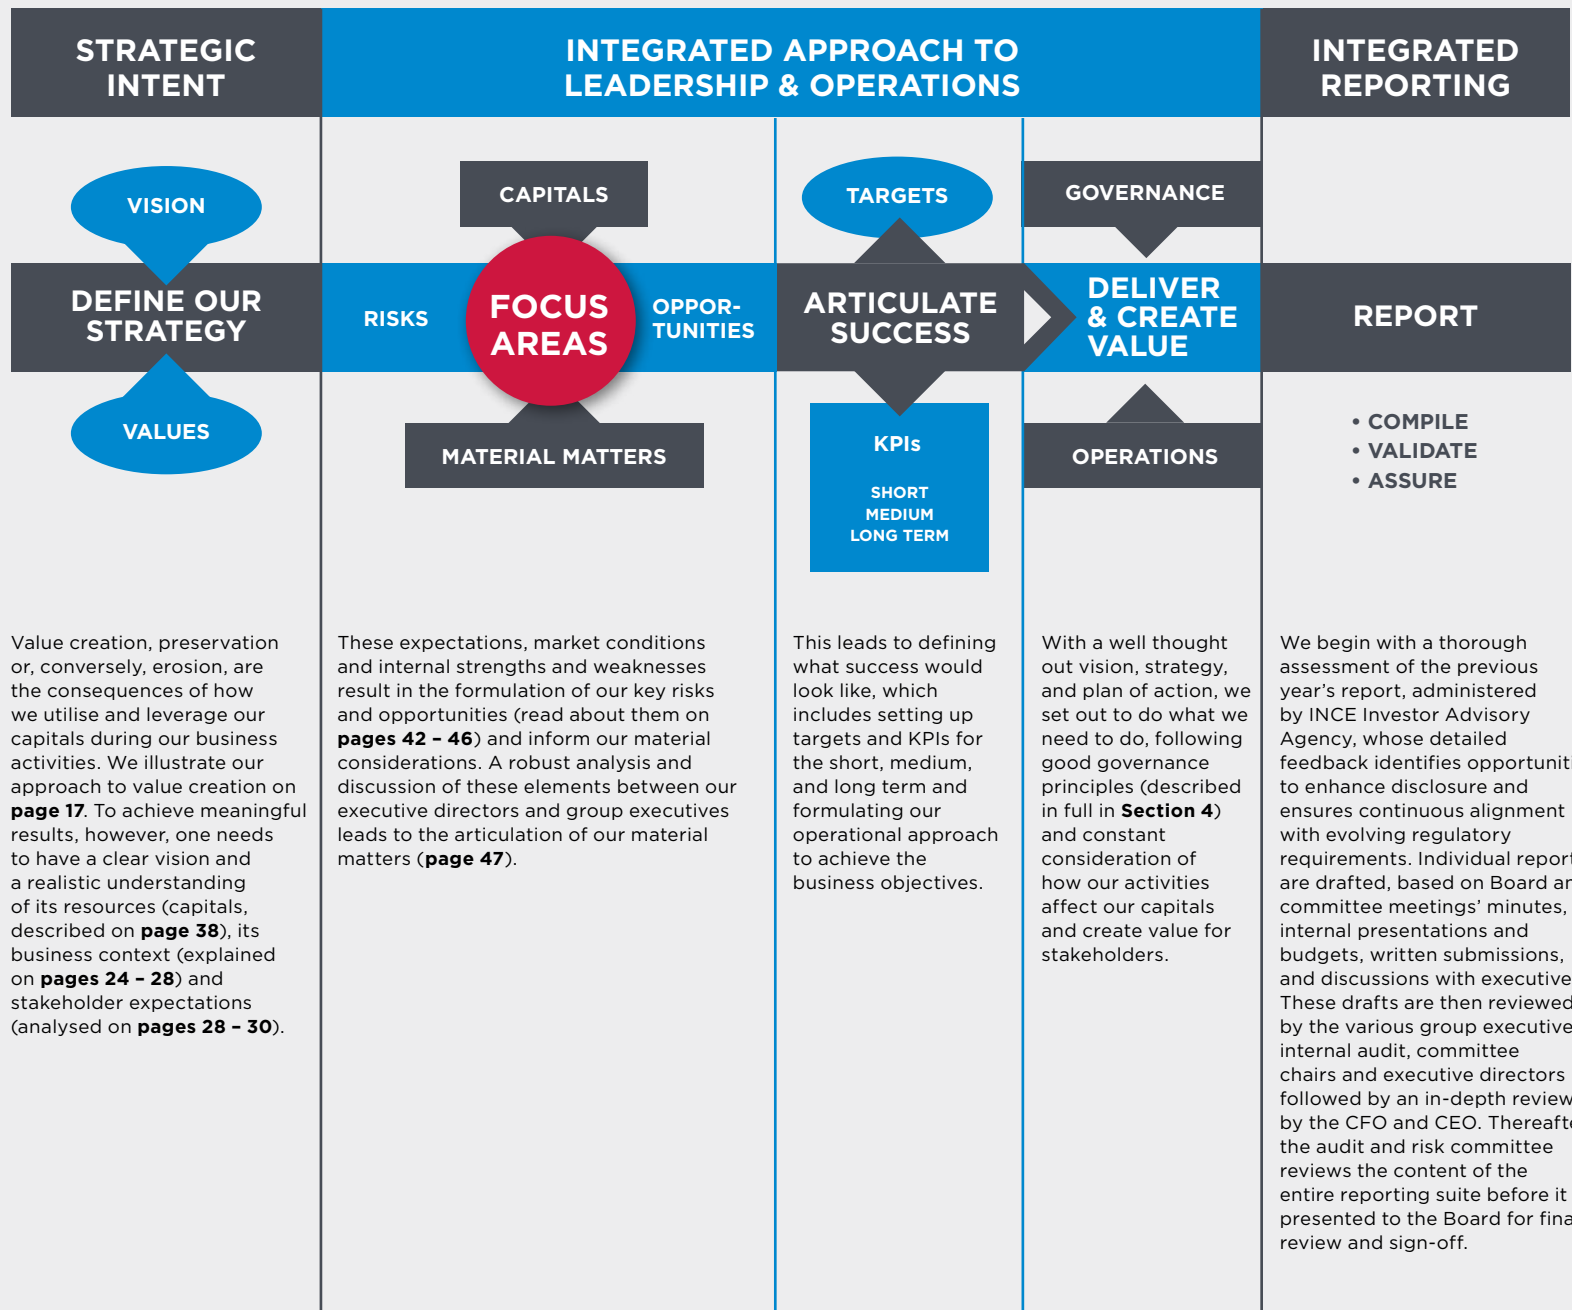 STRATEGIC
INTENT
INTEGRATED APPROACH TO
LEADERSHIP & OPERATIONS
INTEGRATED
REPORTING
VISION
DEFINE OUR
STRATEGY
VALUES
CAPITALS
RISKS
FOCUS
AREAS
OPPOR-
TUNITIES
MATERIAL MATTERS
TARGETS
ARTICULATE
SUCCESS
KPIs
SHORT
MEDIUM
LONG TERM
GOVERNANCE
DELIVER
& CREATE
VALUE
OPERATIONS
REPORT
• COMPILE
• VALIDATE
• ASSURE
Value creation, preservation
or, conversely, erosion, are
the consequences of how
we utilise and leverage our
capitals during our business
activities. We illustrate our
approach to value creation on
page 17. To achieve meaningful
results, however, one needs
to have a clear vision and
a realistic understanding
of its resources (capitals,
described on page 38), its
business context (explained
on pages 24 – 28) and
stakeholder expectations
(analysed on pages 28 – 30).
These expectations, market conditions
and internal strengths and weaknesses
result in the formulation of our key risks
and opportunities (read about them on
pages 42 – 46) and inform our material
considerations. A robust analysis and
discussion of these elements between our
executive directors and group executives
leads to the articulation of our material
matters (page 47).
This leads to defining
what success would
look like, which
includes setting up
targets and KPIs for
the short, medium,
and long term and
formulating our
operational approach
to achieve the
business objectives.
With a well thought
out vision, strategy,
and plan of action, we
set out to do what we
need to do, following
good governance
principles (described
in full in Section 4)
and constant
consideration of
how our activities
affect our capitals
and create value for
stakeholders.
We begin with a thorough
assessment of the previous
year's report, administered
by INCE Investor Advisory
Agency, whose detailed
feedback identifies
to enhance disclosure and
ensures continuous alignment
with evolving regulatory
requirements. Individual
are drafted, based on Board
committee meetings' minutes,
internal presentations and
budgets, written submissions,
and discussions with
These drafts are then
by the various group
internal audit, committee
chairs and executive directors
followed by an in-depth
by the CFO and CEO.
the audit and risk committee
reviews the content of the
entire reporting suite before it
presented to the Board for
review and sign-off.